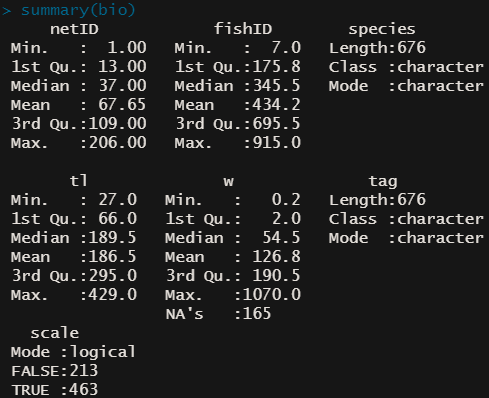 > summary(bio)
     netID            fishID        species
 Min.   :  1.00   Min.   :  7.0   Length:676
 1st Qu.: 13.00   1st Qu.:175.8   Class :character
 Median : 37.00   Median :345.5   Mode  :character
 Mean   : 67.65   Mean   :434.2
 3rd Qu.:109.00   3rd Qu.:695.5
 Max.   :206.00   Max.   :915.0

       tl              w              tag
 Min.   : 27.0   Min.   :   0.2   Length:676
 1st Qu.: 66.0   1st Qu.:   2.0   Class :character
 Median :189.5   Median :  54.5   Mode  :character
 Mean   :186.5   Mean   : 126.8
 3rd Qu.:295.0   3rd Qu.: 190.5
 Max.   :429.0   Max.   :1070.0
                 NA's   :165
   scale
 Mode :logical
 FALSE:213
 TRUE :463